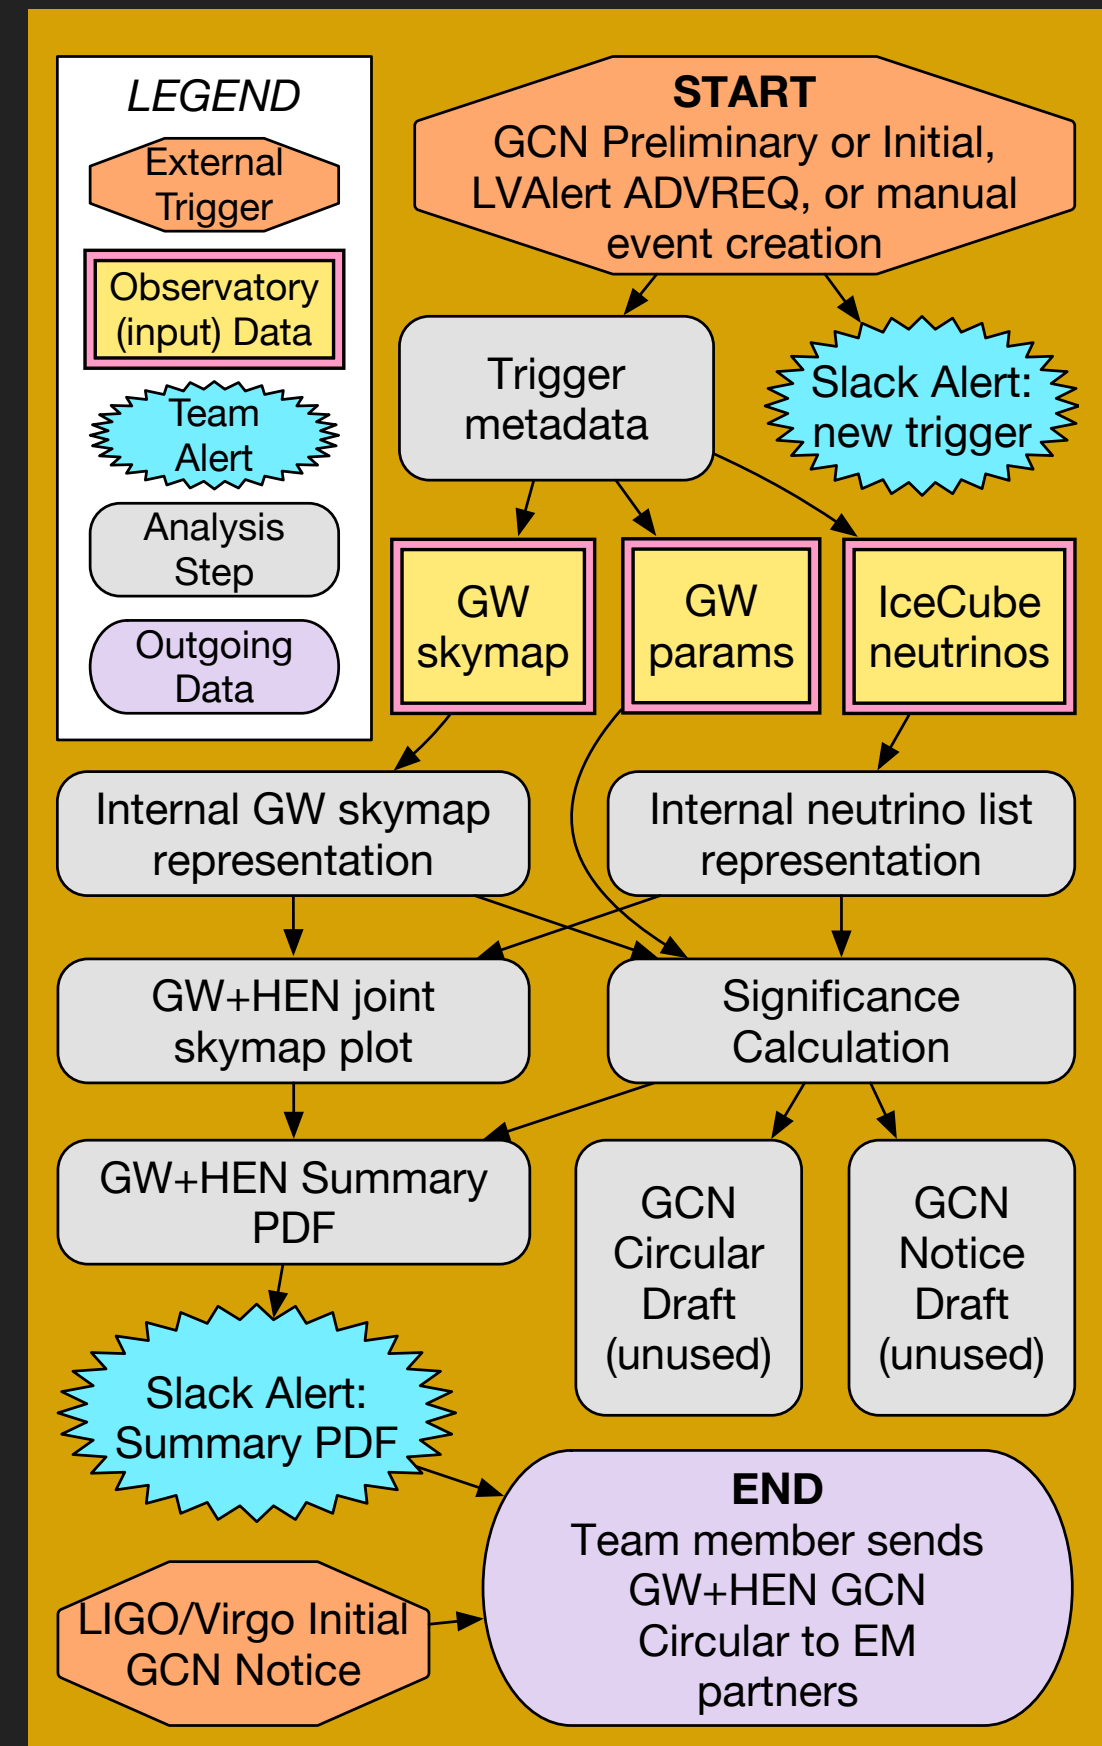 LEGEND
External
Trigger
Observatory
(input) Data
Team
Alert
Analysis
Step
Outgoing
Data
START
GCN Preliminary or Initial,
LVAlert ADVREQ, or manual
event creation
Trigger
metadata
Slack Alert:
new trigger
GW
skymap
GW
params
IceCube
neutrinos
Internal GW skymap
representation
Internal neutrino list
representation
GW+HEN joint
skymap plot
Significance
Calculation
GW+HEN Summary
PDF
GCN
Circular
Draft
(unused)
GCN
Notice
Draft
(unused)
Slack Alert:
Summary PDF
END
Team member sends
GW+HEN GCN
Circular to EM
partners
LIGO/Virgo Initial
GCN Notice